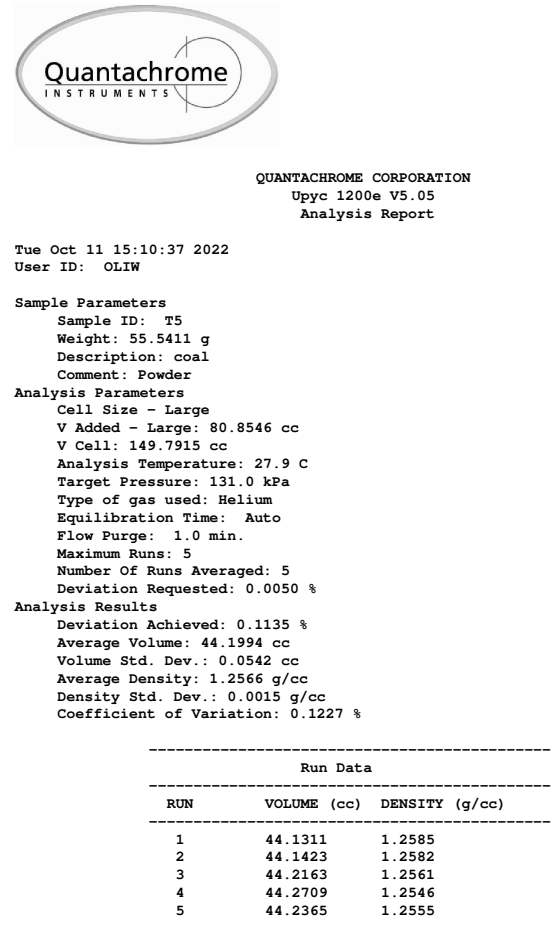 Quantachrome
INSTRUMENTS
QUANTACHROME CORPORATION
Upyc 1200e V5.05
Analysis Report
Tue Oct 11 15:10:37 2022
User ID: OLIW
Sample Parameters
Sample ID: T5
Weight: 55.5411 g
Description: coal
Comment: Powder
Analysis Parameters
Cell Size - Large
V Added - Large: 80.8546 cc
V Cell: 149.7915 cc
Analysis Temperature: 27.9 C
Target Pressure: 131.0 kPa
Type of gas used: Helium
Equilibration Time: Auto
Flow Purge: 1.0 min.
Maximum Runs: 5
Number Of Runs Averaged: 5
Deviation Requested: 0.0050 %
Analysis Results
Deviation Achieved: 0.1135 %
Average Volume: 44.1994 cc
Volume Std. Dev.: 0.0542 cc
Average Density: 1.2566 g/cc
Density Std. Dev.: 0.0015 g/cc
Coefficient of Variation: 0.1227 %
Run Data
RUN VOLUME (cc) DENSITY (g/cc)
1 44.1311 1.2585
2 44.1423 1.2582
3 44.2163 1.2561
4 44.2709 1.2546
5 44.2365 1.2555